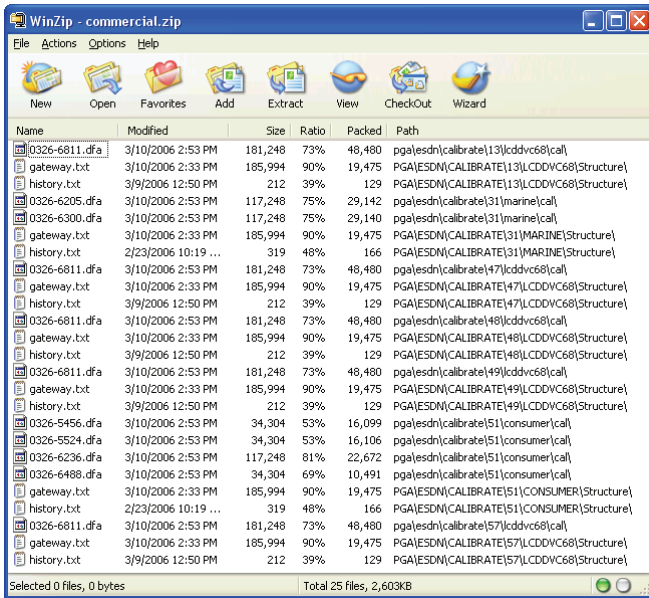 WinZip - commercial.zip
File Actions Options Help
New Open Favorites Add Extract View CheckOut Wizard
Name Modified Size Ratio Packed Path
0326-6811.dfa 3/10/2006 2:53 PM 181,248 73% 48,480 pga\esdn\calibrate\13\lcddvc68\cal\
gateway.txt 3/10/2006 2:33 PM 185,994 90% 19,475 PGA\ESDN\CALIBRATE\13\LCDDVC68\Structure\
history.txt 3/9/2006 12:50 PM 212 39% 129 PGA\ESDN\CALIBRATE\13\LCDDVC68\Structure\
0326-6205.dfa 3/10/2006 2:53 PM 117,248 75% 29,142 pga\esdn\calibrate\31\marine\cal\
0326-6300.dfa 3/10/2006 2:53 PM 117,248 75% 29,140 pga\esdn\calibrate\31\marine\cal\
gateway.txt 3/10/2006 2:33 PM 185,994 90% 19,475 PGA\ESDN\CALIBRATE\31\MARINE\Structure\
history.txt 2/23/2006 10:19 ... 319 48% 166 PGA\ESDN\CALIBRATE\31\MARINE\Structure\
0326-6811.dfa 3/10/2006 2:53 PM 181,248 73% 48,480 pga\esdn\calibrate\47\lcddvc68\cal\
gateway.txt 3/10/2006 2:33 PM 185,994 90% 19,475 PGA\ESDN\CALIBRATE\47\LCDDVC68\Structure\
history.txt 3/9/2006 12:50 PM 212 39% 129 PGA\ESDN\CALIBRATE\47\LCDDVC68\Structure\
0326-6811.dfa 3/10/2006 2:53 PM 181,248 73% 48,480 pga\esdn\calibrate\48\lcddvc68\cal\
gateway.txt 3/10/2006 2:33 PM 185,994 90% 19,475 PGA\ESDN\CALIBRATE\48\LCDDVC68\Structure\
history.txt 3/9/2006 12:50 PM 212 39% 129 PGA\ESDN\CALIBRATE\48\LCDDVC68\Structure\
0326-6811.dfa 3/10/2006 2:53 PM 181,248 73% 48,480 pga\esdn\calibrate\49\lcddvc68\cal\
gateway.txt 3/10/2006 2:33 PM 185,994 90% 19,475 PGA\ESDN\CALIBRATE\49\LCDDVC68\Structure\
history.txt 3/9/2006 12:50 PM 212 39% 129 PGA\ESDN\CALIBRATE\49\LCDDVC68\Structure\
0326-5456.dfa 3/10/2006 2:53 PM 34,304 53% 16,099 pga\esdn\calibrate\51\consumer\cal\
0326-5524.dfa 3/10/2006 2:53 PM 34,304 53% 16,106 pga\esdn\calibrate\51\consumer\cal\
0326-6236.dfa 3/10/2006 2:53 PM 117,248 81% 22,672 pga\esdn\calibrate\51\consumer\cal\
0326-6488.dfa 3/10/2006 2:53 PM 34,304 69% 10,491 pga\esdn\calibrate\51\consumer\cal\
gateway.txt 3/10/2006 2:33 PM 185,994 90% 19,475 PGA\ESDN\CALIBRATE\51\CONSUMER\Structure\
history.txt 2/23/2006 10:19 ... 319 48% 166 PGA\ESDN\CALIBRATE\51\CONSUMER\Structure\
0326-6811.dfa 3/10/2006 2:53 PM 181,248 73% 48,480 pga\esdn\calibrate\57\lcddvc68\cal\
gateway.txt 3/10/2006 2:33 PM 185,994 90% 19,475 PGA\ESDN\CALIBRATE\57\LCDDVC68\Structure\
history.txt 3/9/2006 12:50 PM 212 39% 129 PGA\ESDN\CALIBRATE\57\LCDDVC68\Structure\
Selected 0 files, 0 bytes Total 25 files, 2,603KB